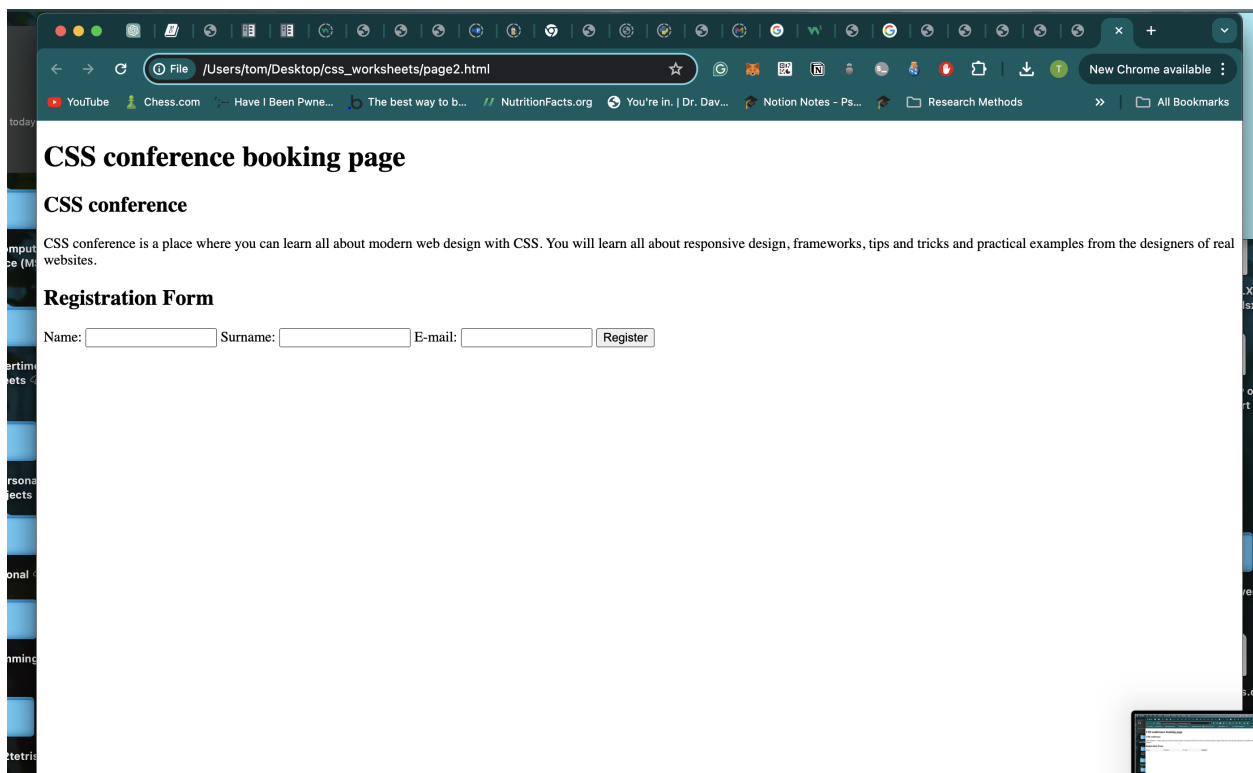 File /Users/tom/Desktop/css_worksheets/page2.html New Chrome available
YouTube Chess.com Have I Been Pwne... The best way to b... NutritionFacts.org You're in. | Dr. Dav... Notion Notes - Ps... Research Methods » All Bookmarks
today
CSS conference booking page
CSS conference
CSS conference is a place where you can learn all about modern web design with CSS. You will learn all about responsive design, frameworks, tips and tricks and practical examples from the designers of real
websites.
Registration Form
Name: Surname: E-mail: Register